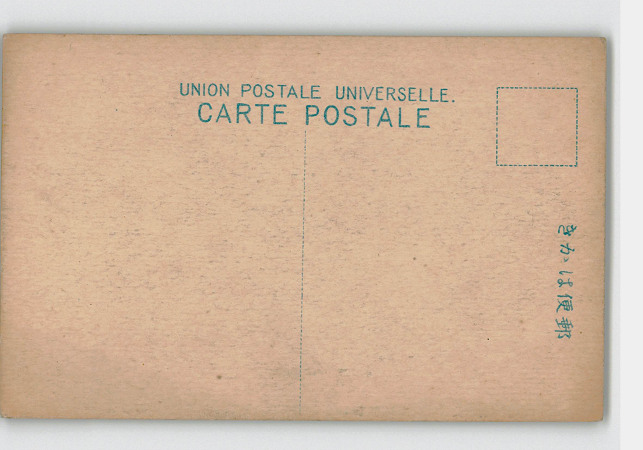 UNION POSTALE UNIVERSELLE.
CARTE POSTALE
きかは便郵